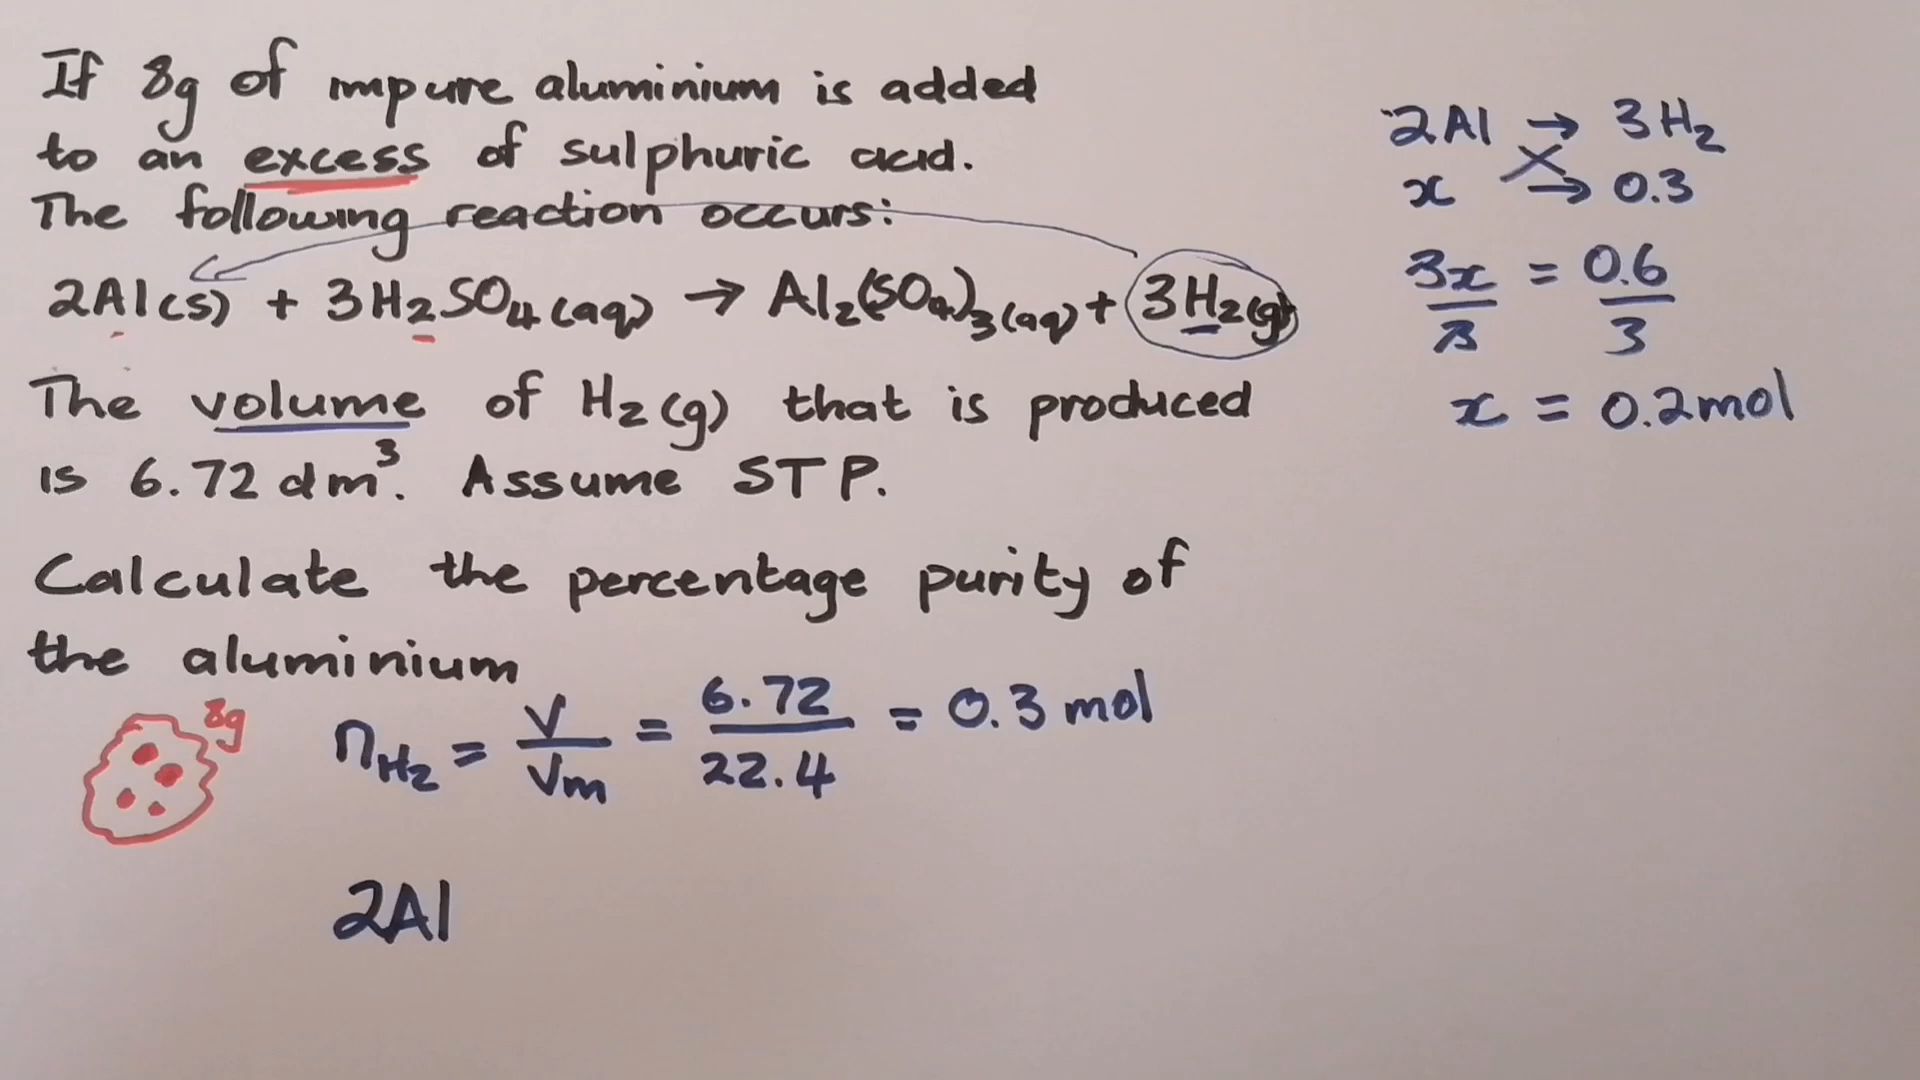 If 8g of impure aluminium is added
to an excess of sulphuric acid.
The following reaction occurs:
2Al(s) + 3H₂SO₄(aq) → Al₂(SO₄)₃(aq) + 3H₂(g)
The volume of H₂(g) that is produced
is 6.72 dm³. Assume STP.
Calculate the percentage purity of
the aluminium
8g
nH₂ = V/Vm = 6.72/22.4 = 0.3 mol
2Al
2Al → 3H₂
x → 0.3
3x/3 = 0.6/3
x = 0.2mol